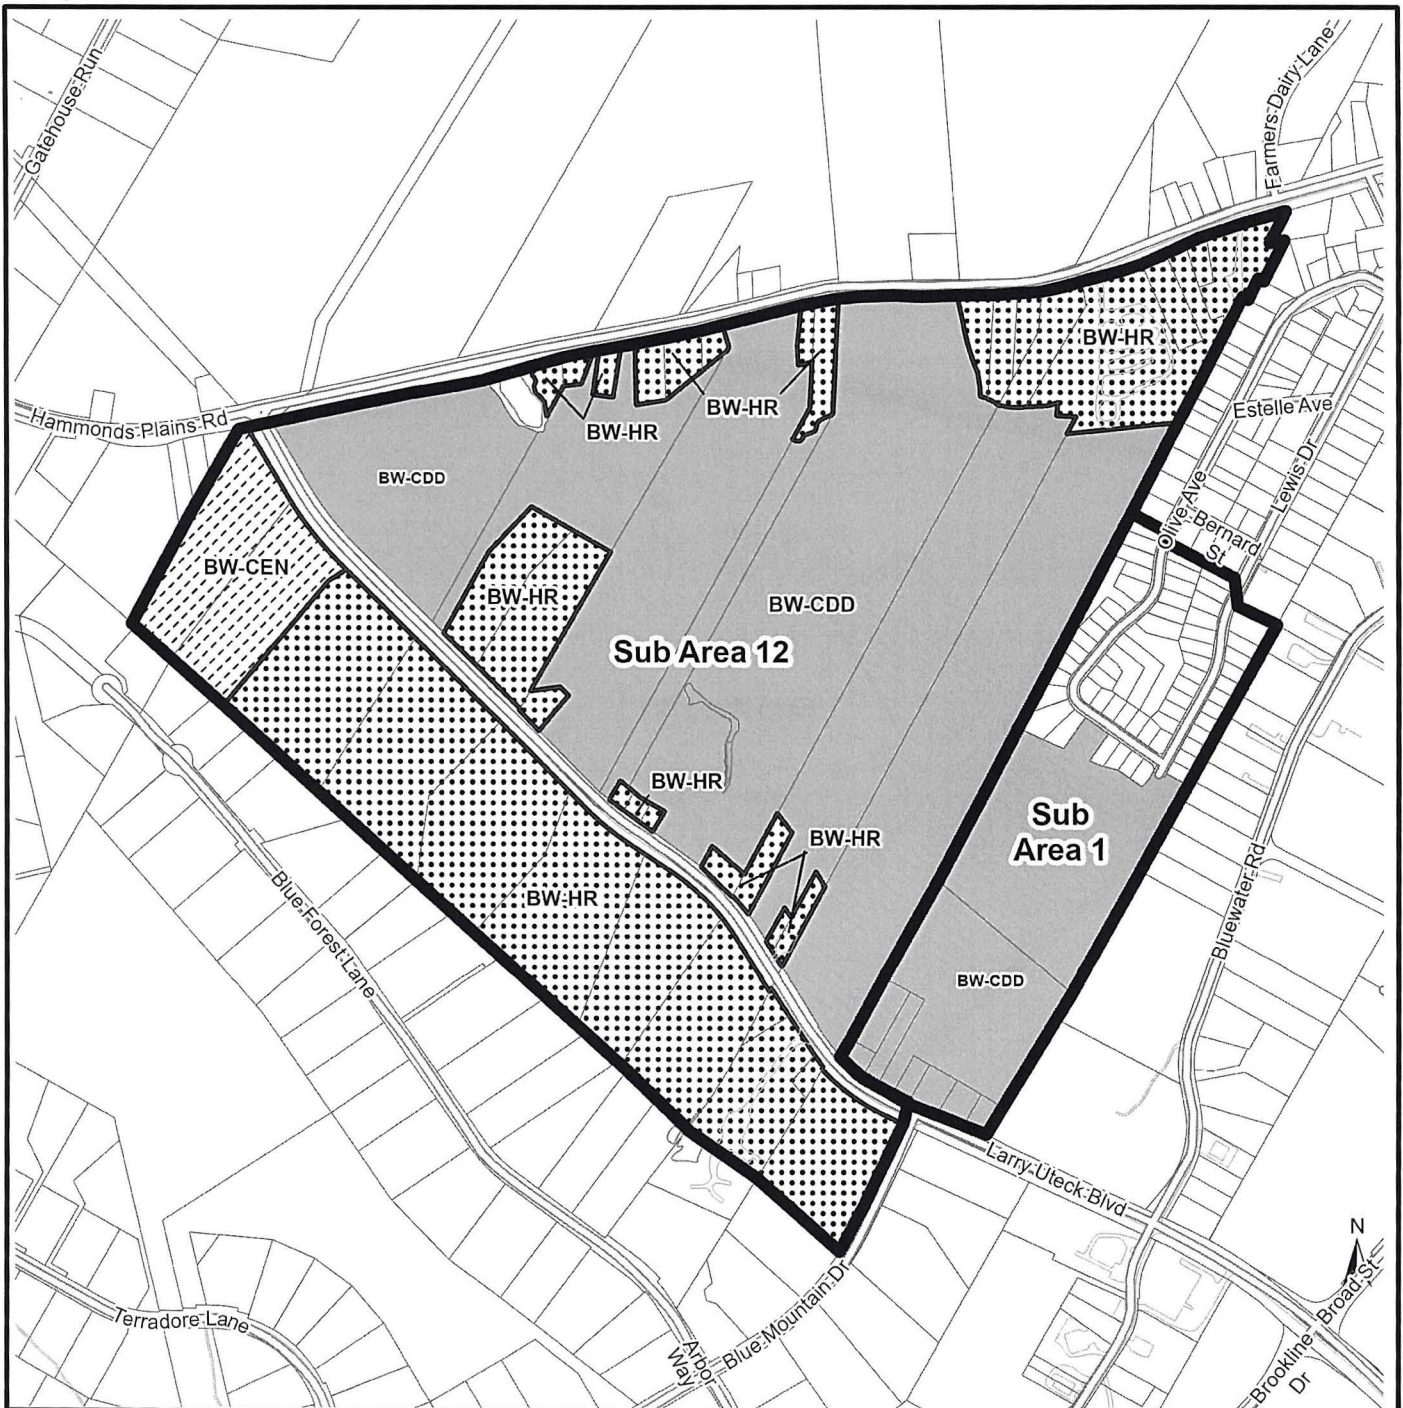 Gatehouse Run
Farmers Dairy Lane
Hammonds Plains Rd
BW-HR
BW-HR
BW-HR
Estelle Ave
BW-CDD
Lewis Dr
Olive Ave
Bernard
St
BW-CEN
BW-HR
BW-CDD
Sub Area 12
BW-HR
Sub
Area 1
BW-HR
Bluewater Rd
BW-HR
Blue Forest Lane
BW-CDD
Larry Uteck Blvd
N
Blue Mountain Dr
Broad St
Terradore Lane
Arbor
Way
Brookline
Dr